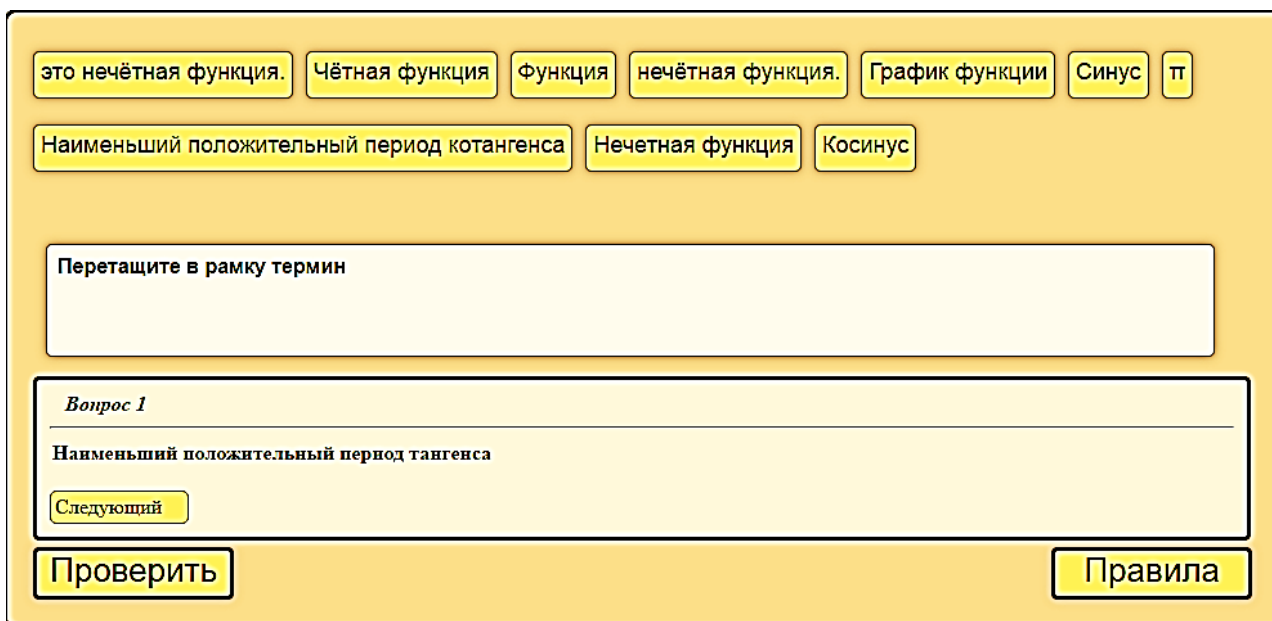 это нечётная функция. Чётная функция Функция нечётная функция. График функции Синус π
Наименьший положительный период котангенса Нечетная функция Косинус
Перетащите в рамку термин
Вопрос 1
Наименьший положительный период тангенса
Следующий
Проверить Правила